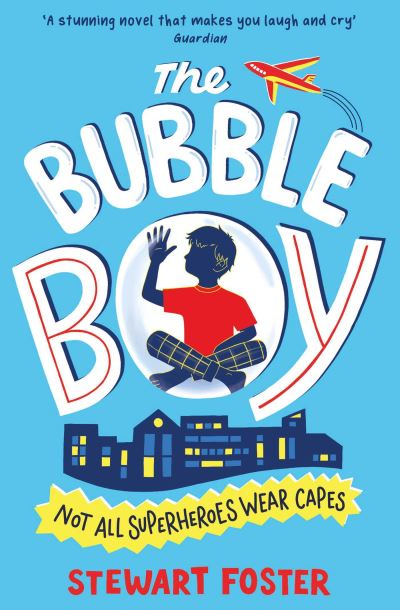 'A stunning novel that makes you laugh and cry'
Guardian
The
BUBBLE
BOY
NOT ALL SUPERHEROES WEAR CAPES
STEWART FOSTER